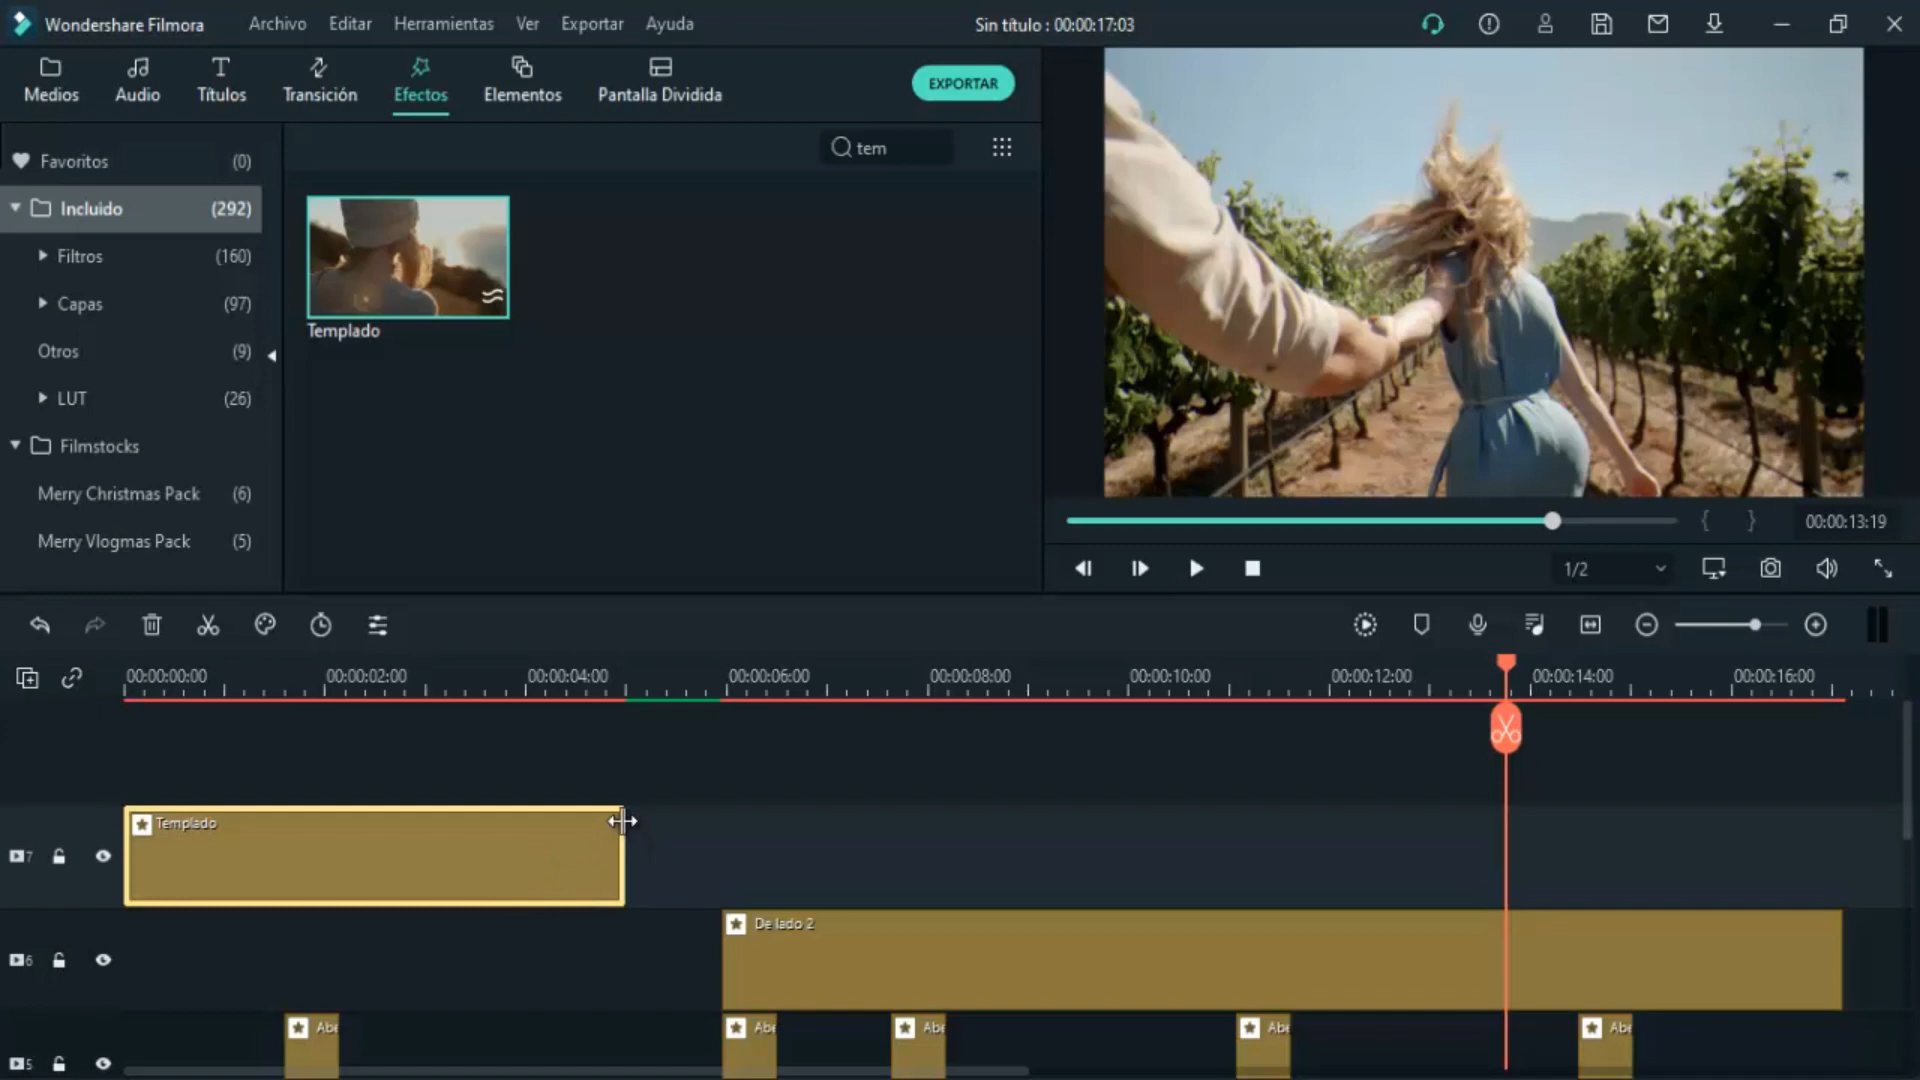 Wondershare Filmora Archivo Editar Herramientas Ver Exportar Ayuda Sin título : 00:00:17:03
Medios Audio Títulos Transición Efectos Elementos Pantalla Dividida EXPORTAR
tem
Favoritos (0)
Incluido (292)
Filtros (160)
Capas (97)
Otros (9)
LUT (26)
Filmstocks
Merry Christmas Pack (6)
Merry Vlogmas Pack (5)
Templado
{ } 00:00:13:19
1/2
00:00:00:00 00:00:02:00 00:00:04:00 00:00:06:00 00:00:08:00 00:00:10:00 00:00:12:00 00:00:14:00 00:00:16:00
Templado
7
De lado 2
6
Abe Abe Abe Abe Abe
5